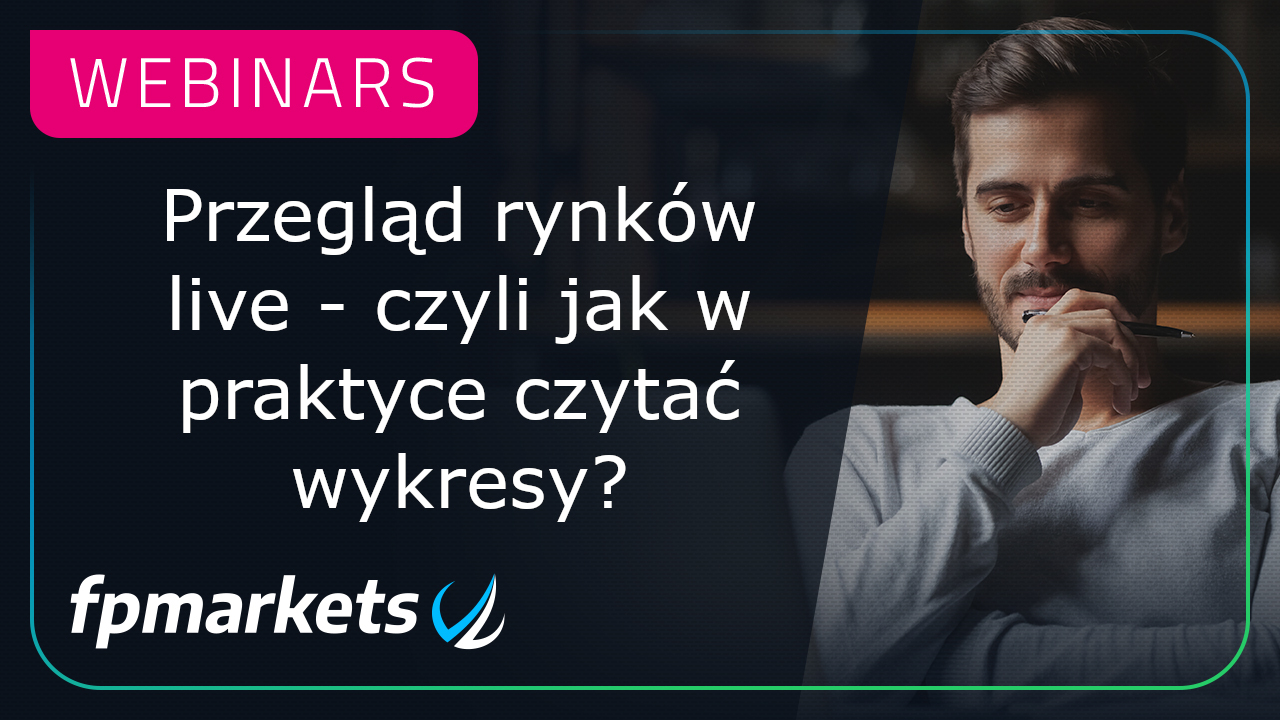 WEBINARS
Przegląd rynków
live - czyli jak w
praktyce czytać
wykresy?
fpmarkets